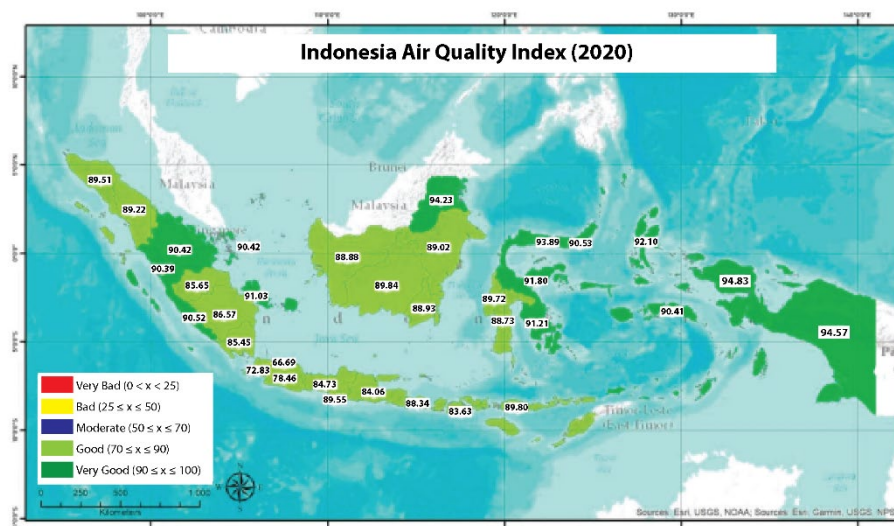 Indonesia Air Quality Index (2020)
Brunei
Malaysia
Malaysia
Singapore
89.51
89.22
94.23
90.42
90.42
90.39
88.88
89.02
93.89
90.53
92.10
85.65
91.03
89.84
91.80
94.83
90.52
86.57
88.93
89.72
88.73
91.21
90.41
94.57
85.45
66.69
72.83
78.46
84.73
84.06
89.55
88.34
83.63
89.80
Timor-Leste
(East Timor)
Very Bad (0 < x < 25)
Bad (25 ≤ x ≤ 50)
Moderate (50 ≤ x ≤ 70)
Good (70 ≤ x ≤ 90)
Very Good (90 ≤ x ≤ 100)
N
W E
S
0 250 500 1 000
Kilometers
Sources: Esri, USGS, NOAA; Sources: Esri, Garmin, USGS, NPS